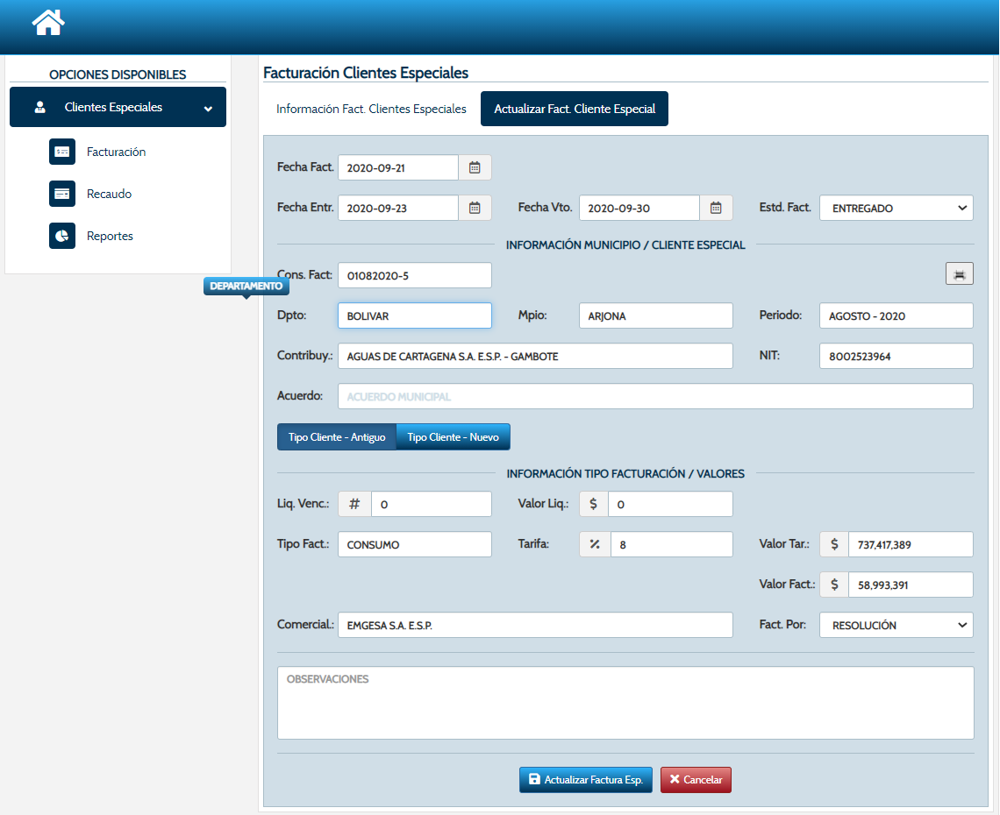 OPCIONES DISPONIBLES
Clientes Especiales
Facturación
Recaudo
Reportes
Facturación Clientes Especiales
Información Fact. Clientes Especiales Actualizar Fact. Cliente Especial
Fecha Fact. 2020-09-21
Fecha Entr. 2020-09-23 Fecha Vto. 2020-09-30 Estd. Fact. ENTREGADO
INFORMACIÓN MUNICIPIO / CLIENTE ESPECIAL
Cons. Fact: 01082020-5
DEPARTAMENTO
Dpto: BOLIVAR Mpio: ARJONA Periodo: AGOSTO - 2020
Contribuy.: AGUAS DE CARTAGENA S.A. E.S.P. - GAMBOTE NIT: 8002523964
Acuerdo: ACUERDO MUNICIPAL
Tipo Cliente - Antiguo Tipo Cliente - Nuevo
INFORMACIÓN TIPO FACTURACIÓN / VALORES
Liq. Venc.: # 0 Valor Liq.: $ 0
Tipo Fact.: CONSUMO Tarifa: % 8 Valor Tar.: $ 737,417,389
Valor Fact.: $ 58,993,391
Comercial.: EMGESA S.A. E.S.P. Fact. Por: RESOLUCIÓN
OBSERVACIONES
Actualizar Factura Esp. Cancelar